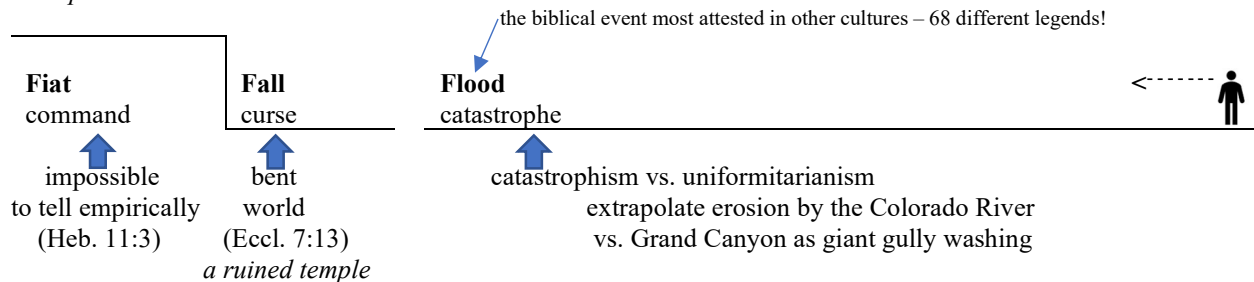 the biblical event most attested in other cultures – 68 different legends!
Fiat
command
Fall
curse
Flood
catastrophe
impossible
to tell empirically
(Heb. 11:3)
bent
world
(Eccl. 7:13)
a ruined temple
catastrophism vs. uniformitarianism
extrapolate erosion by the Colorado River
vs. Grand Canyon as giant gully washing